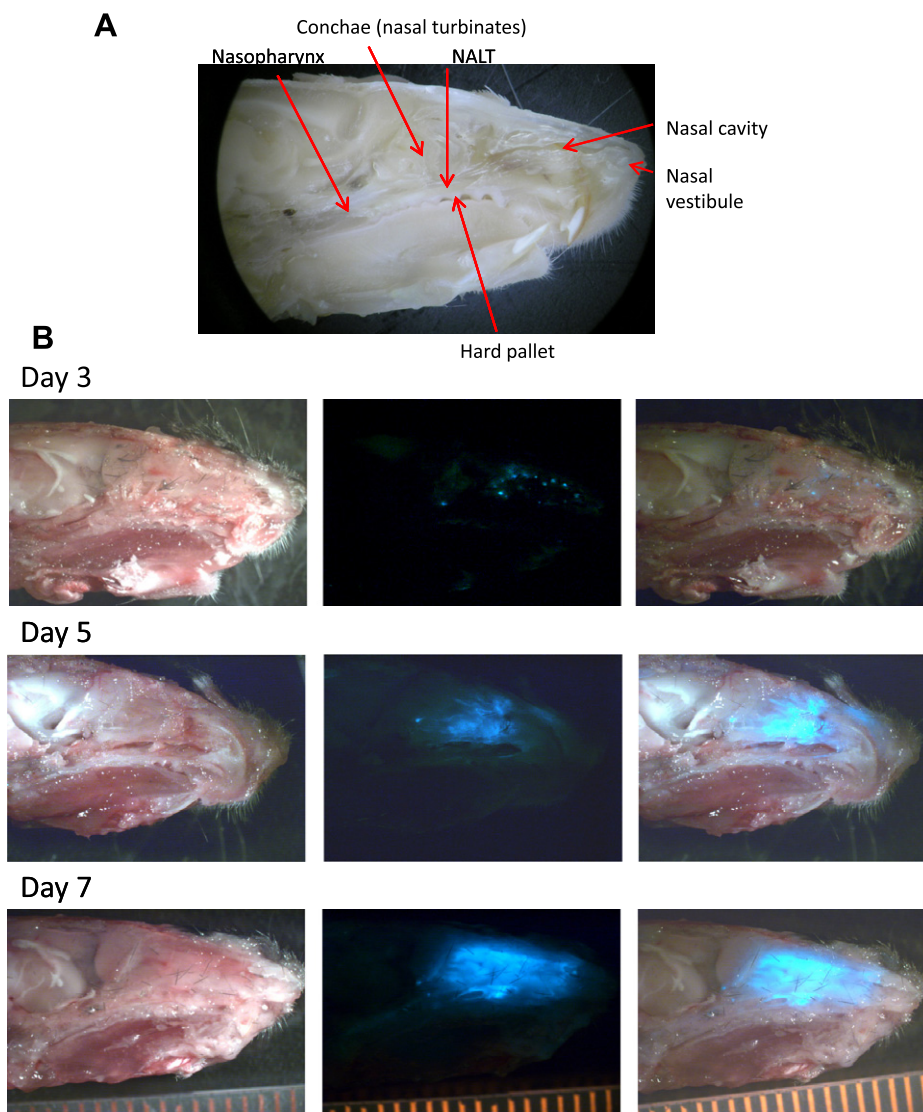 A
Conchae (nasal turbinates)
Nasopharynx
NALT
Nasal cavity
Nasal
vestibule
Hard pallet
B
Day 3
Day 5
Day 7